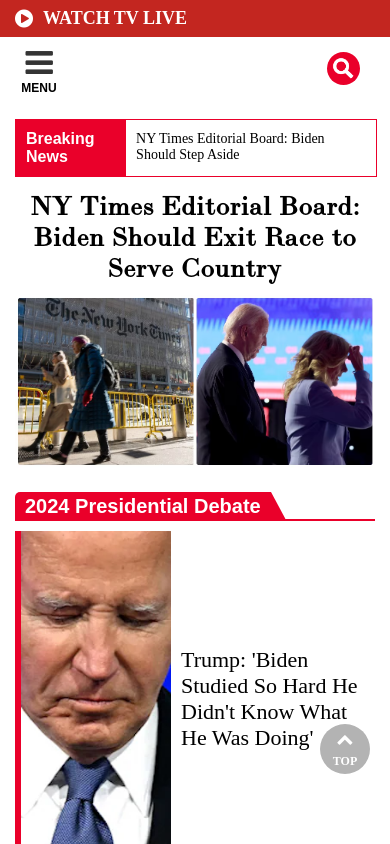 WATCH TV LIVE
MENU
Breaking
News
NY Times Editorial Board: Biden
Should Step Aside
NY Times Editorial Board:
Biden Should Exit Race to
Serve Country
The New York Times
2024 Presidential Debate
Trump: 'Biden
Studied So Hard He
Didn't Know What
He Was Doing'
TOP